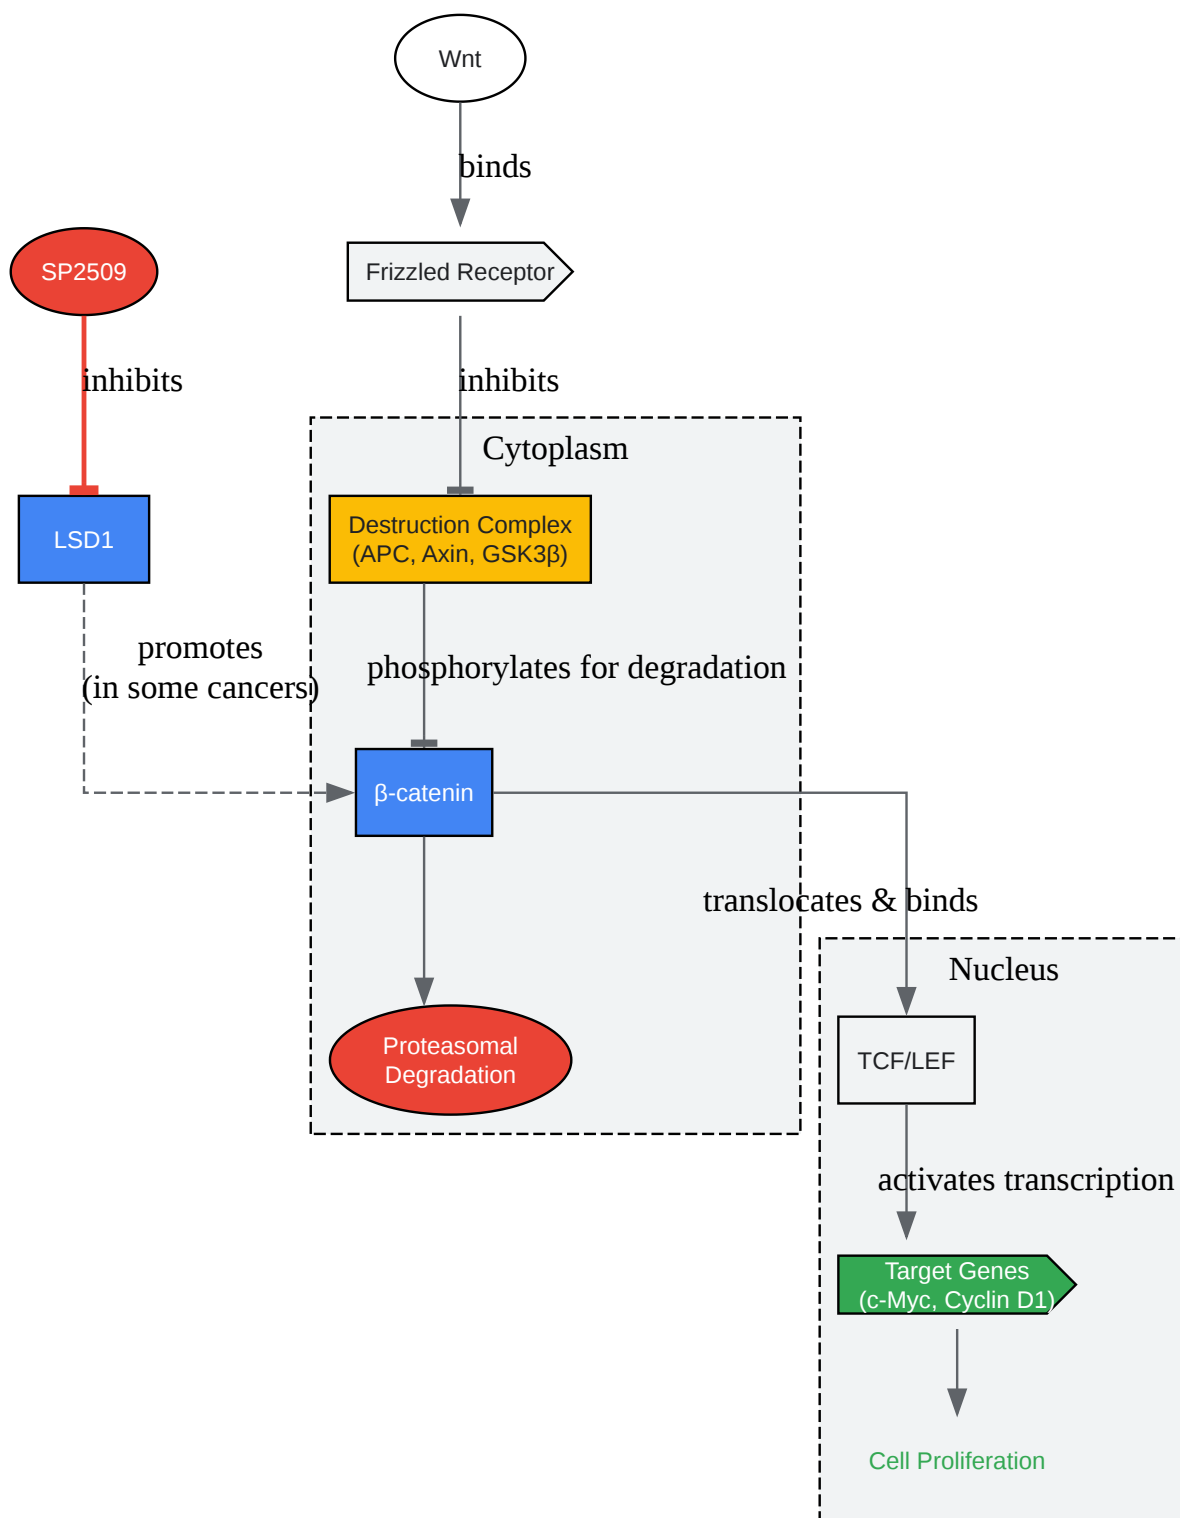 Wnt
binds
SP2509
Frizzled Receptor
inhibits
inhibits
Cytoplasm
LSD1
Destruction Complex
(APC, Axin, GSK3β)
promotes
(in some cancers)
phosphorylates for degradation
β-catenin
translocates & binds
Nucleus
Proteasomal
Degradation
TCF/LEF
activates transcription
Target Genes
(c-Myc, Cyclin D1)
Cell Proliferation